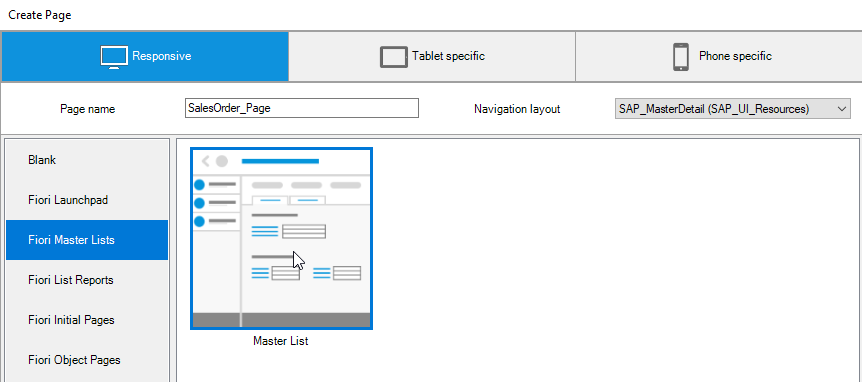 Create Page
Responsive
Tablet specific
Phone specific
Page name
SalesOrder_Page
Navigation layout
SAP_MasterDetail (SAP_UI_Resources)
Blank
Fiori Launchpad
Fiori Master Lists
Fiori List Reports
Fiori Initial Pages
Fiori Object Pages
Master List